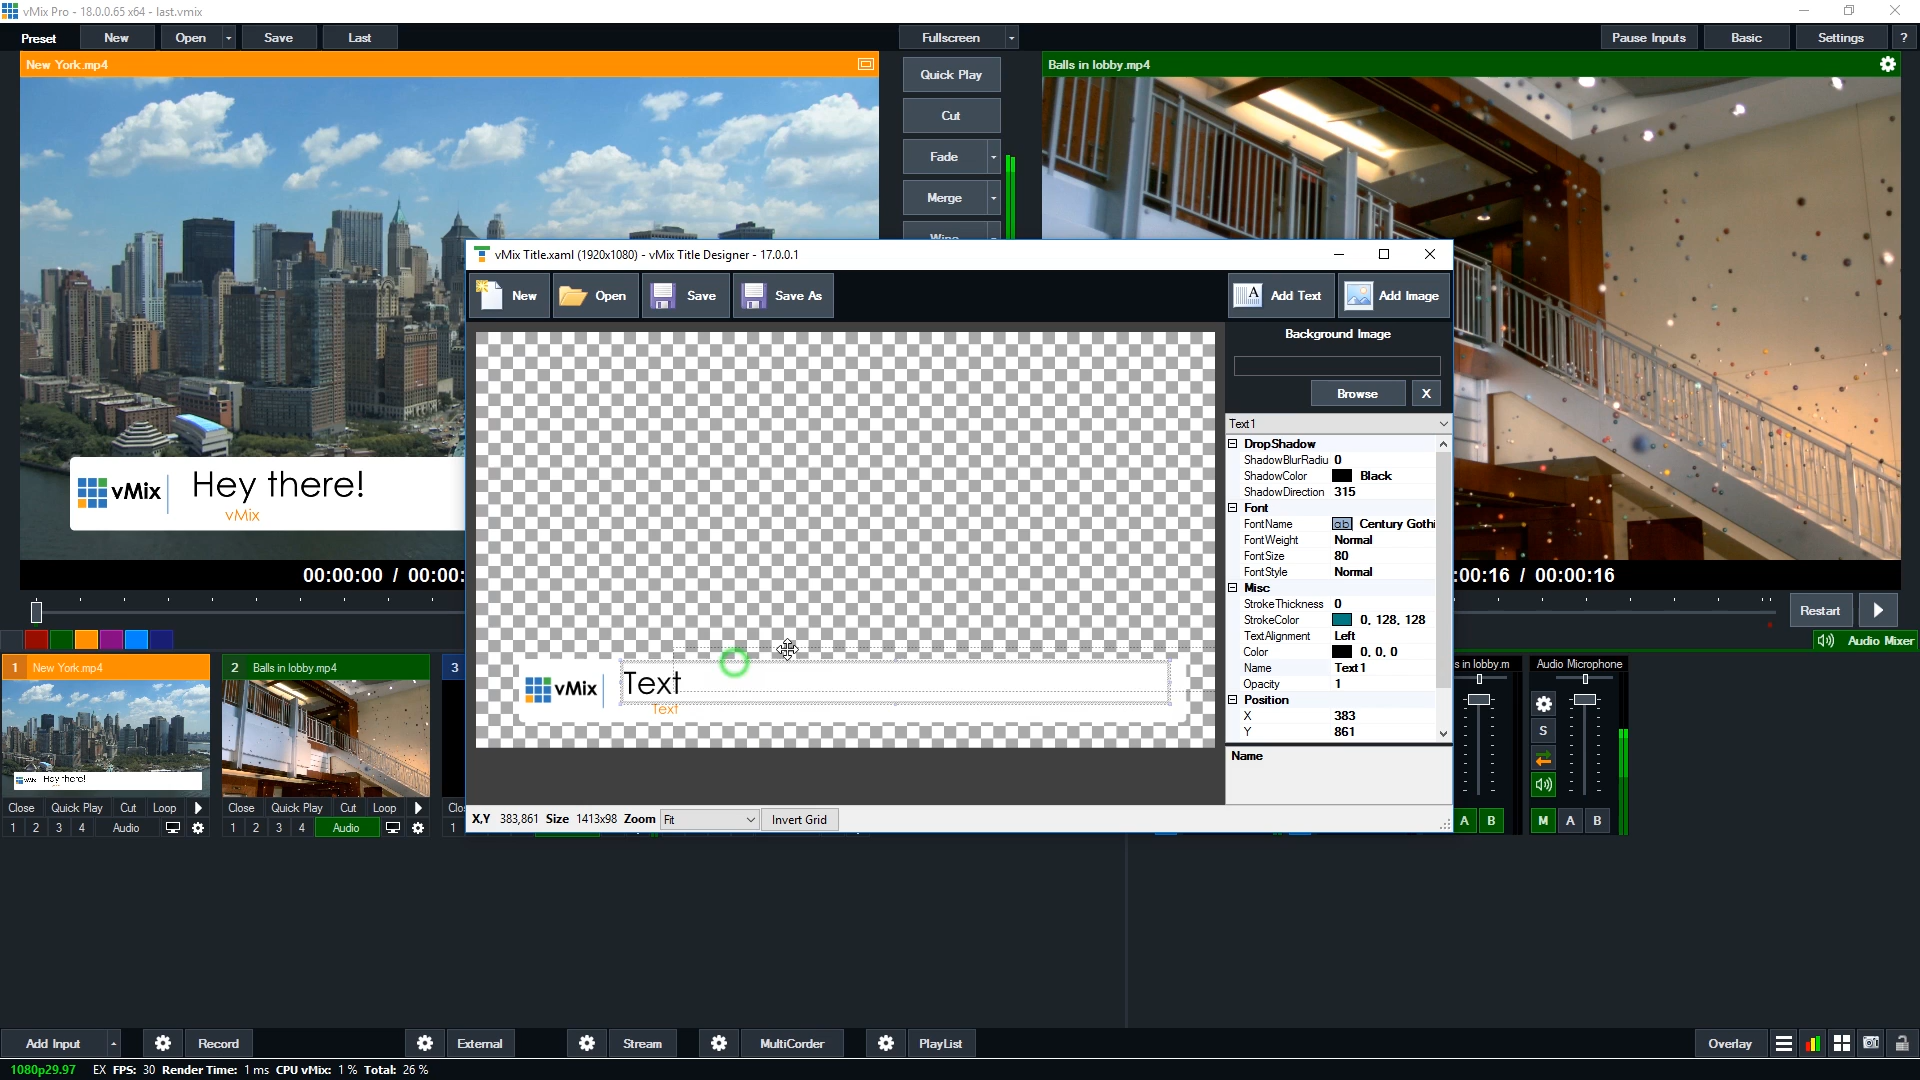 vMix Pro - 18.0.0.65 x64 - last.vmix
Preset New Open Save Last Fullscreen Pause Inputs Basic Settings ?
New York.mp4
Quick Play
Balls in lobby.mp4
Cut
Fade
Merge
vMix Title.xaml (1920x1080) - vMix Title Designer - 17.0.0.1
New Open Save Save As Add Text Add Image
Background Image
Browse X
Text1
DropShadow
ShadowBlurRadiu 0
ShadowColor Black
ShadowDirection 315
Font
FontName ab Century Gothi
FontWeight Normal
FontSize 80
FontStyle Normal
Misc
StrokeThickness 0
StrokeColor 0, 128, 128
TextAlignment Left
Color 0, 0, 0
Name Text1
Opacity 1
Position
X 383
Y 861
Name
vMix Text
Text
X,Y 383,861 Size 1413x98 Zoom Fit Invert Grid
vMix Hey there!
vMix
00:00:00 / 00:00:
:00:16 / 00:00:16
Restart
Audio Mixer
1 New York.mp4
2 Balls in lobby.mp4
3
s in lobby.m
Audio Microphone
Hey there!
Close Quick Play Cut Loop
1 2 3 4 Audio
Close Quick Play Cut Loop
1 2 3 4 Audio
Clo
1
S
A B
M A B
Add Input Record External Stream MultiCorder PlayList Overlay
1080p29.97 EX FPS: 30 Render Time: 1 ms CPU vMix: 1 % Total: 26 %